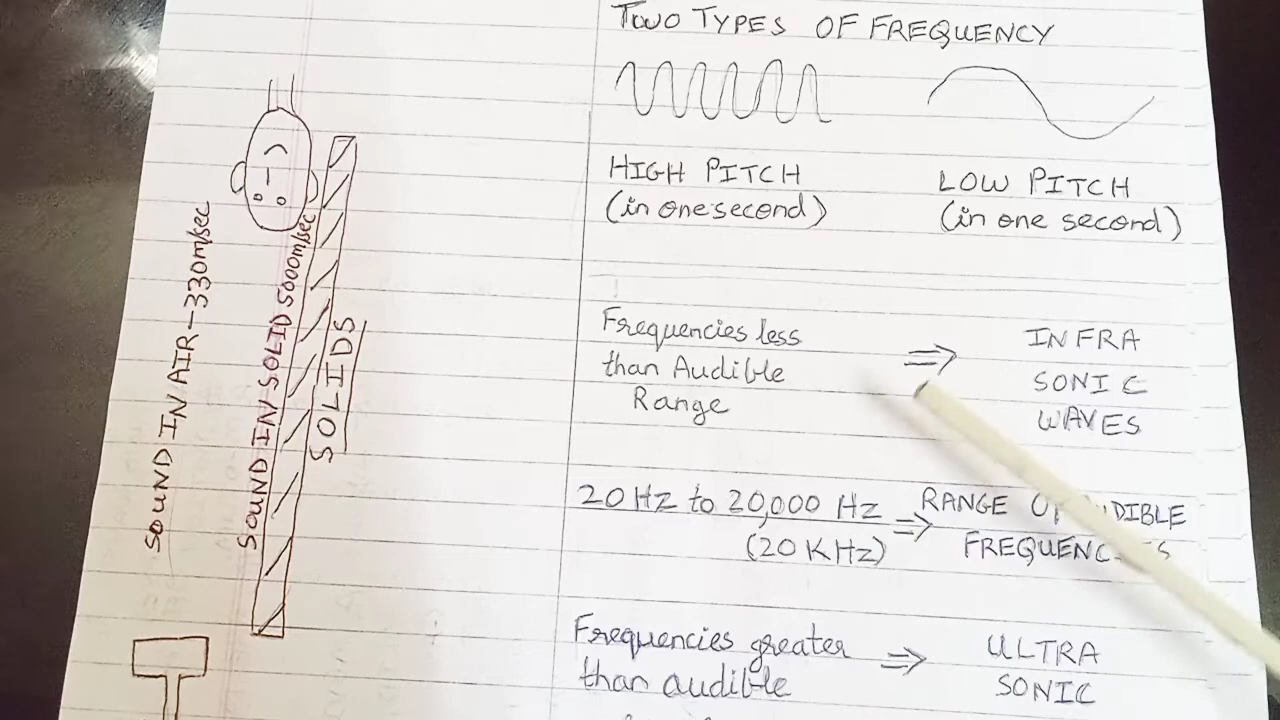 TWO TYPES OF FREQUENCY
HIGH PITCH
(in one second)
LOW PITCH
(in one second)
Frequencies less
than Audible
Range
⇒
INFRA
SONIC
WAVES
20 Hz to 20,000 Hz
(20 KHz)
⇒
RANGE
FREQUENCIES
Frequencies greater
than audible
⇒
ULTRA
SONIC
SOUND IN AIR - 330m/sec
SOUND IN SOLID 5000m/sec
SOLIDS